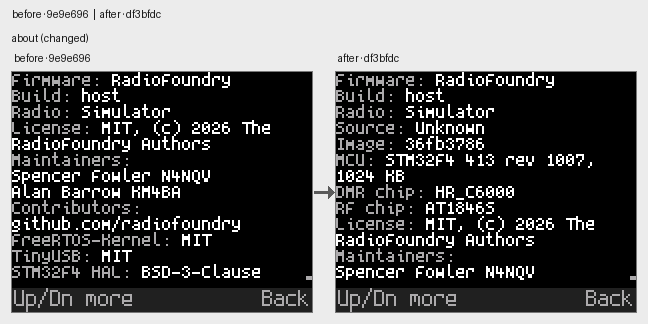 before·9e9e696 | after·df3bfdc
about (changed)
before·9e9e696
Firmware: RadioFoundry
Build: host
Radio: Simulator
License: MIT, (c) 2026 The
RadioFoundry Authors
Maintainers:
Spencer Fowler N4NQV
Alan Barrow KM4BA
Contributors:
github.com/radiofoundry
FreeRTOS-Kernel: MIT
TinyUSB: MIT
STM32F4 HAL: BSD-3-Clause
Up/Dn more Back
after·df3bfdc
Firmware: RadioFoundry
Build: host
Radio: Simulator
Source: Unknown
Image: 36fb3786
MCU: STM32F4 413 rev 1007,
1024 KB
DMR chip: HR_C6000
RF chip: AT1846S
License: MIT, (c) 2026 The
RadioFoundry Authors
Maintainers:
Spencer Fowler N4NQV
Up/Dn more Back